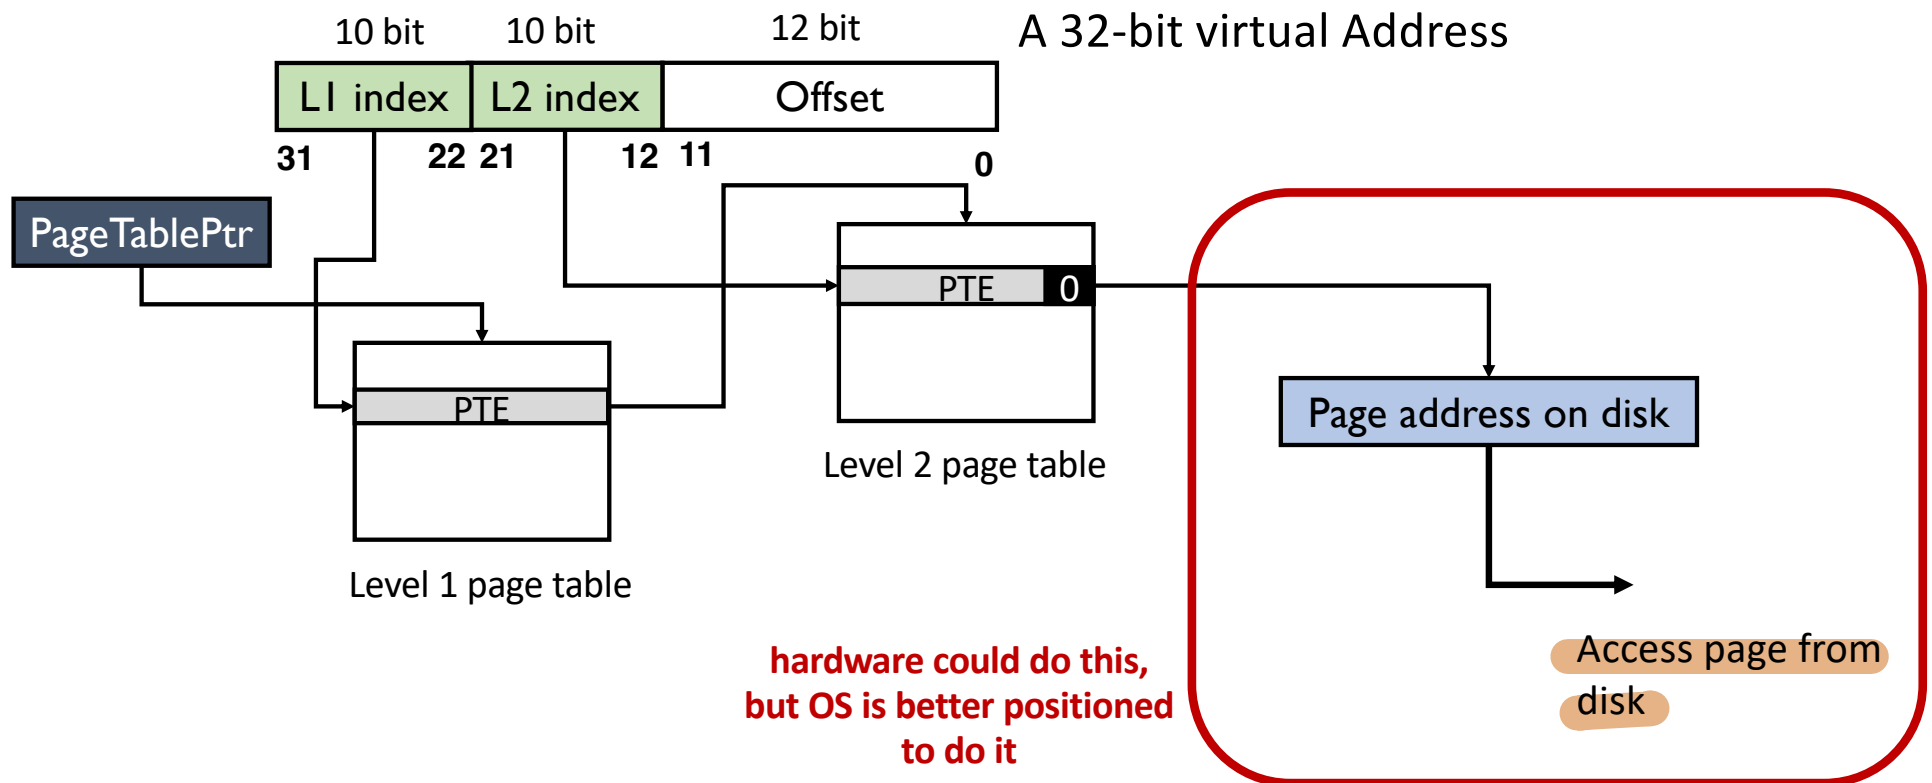 10 bit 10 bit 12 bit A 32-bit virtual Address
L1 index L2 index Offset
31 22 21 12 11 0
PageTablePtr
PTE 0
PTE
Page address on disk
Level 2 page table
Level 1 page table
hardware could do this,
but OS is better positioned
to do it
Access page from
disk